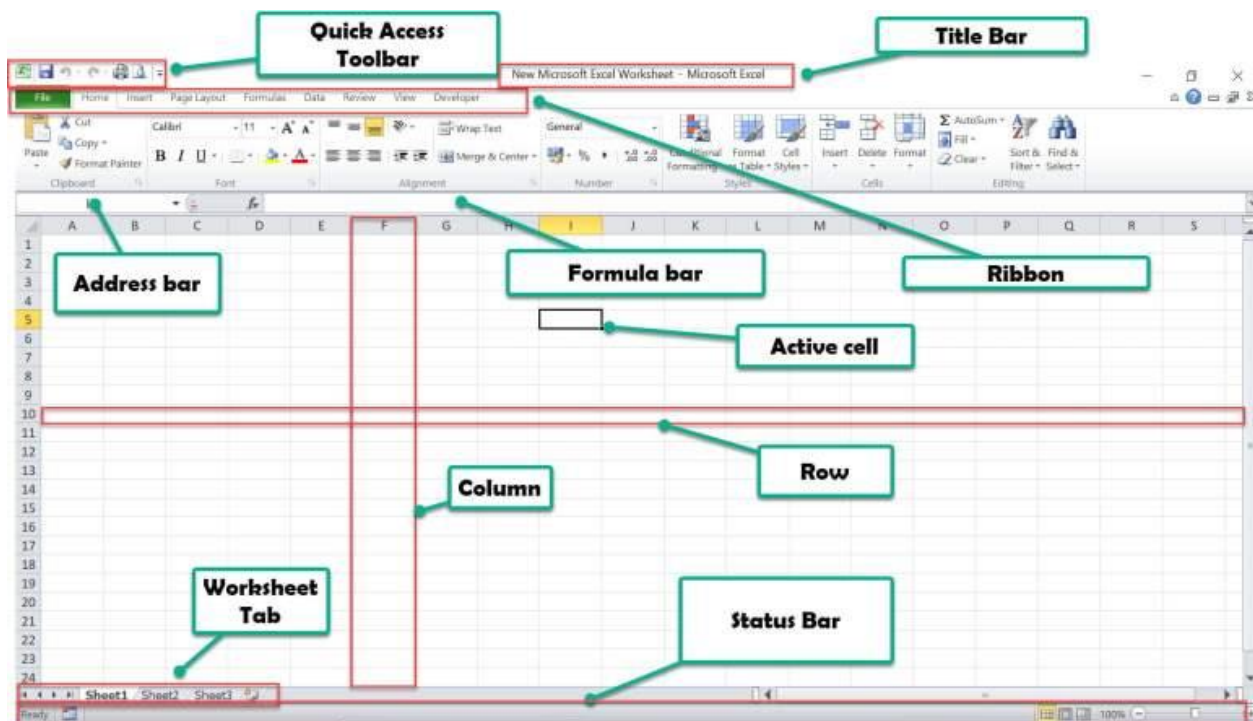 Quick Access
Toolbar
Title Bar
New Microsoft Excel Worksheet - Microsoft Excel
File Home Insert Page Layout Formulas Data Review View Developer
Paste
Cut
Copy
Format Painter
Clipboard
Calibri 11 A A
B I U A
Font
Wrap Text
Merge & Center
Alignment
General
% ,
Number
Conditional Formatting
Format Table
Cell Styles
Styles
Insert Delete Format
Cells
Σ AutoSum
Fill
Clear
Sort & Filter
Find & Select
Editing
fx
A B C D E F G H I J K L M N O P Q R S
Address bar
Formula bar
Ribbon
Active cell
Row
Column
Worksheet
Tab
Status Bar
1
2
3
4
5
6
7
8
9
10
11
12
13
14
15
16
17
18
19
20
21
22
23
24
Sheet1 Sheet2 Sheet3
Ready 100%